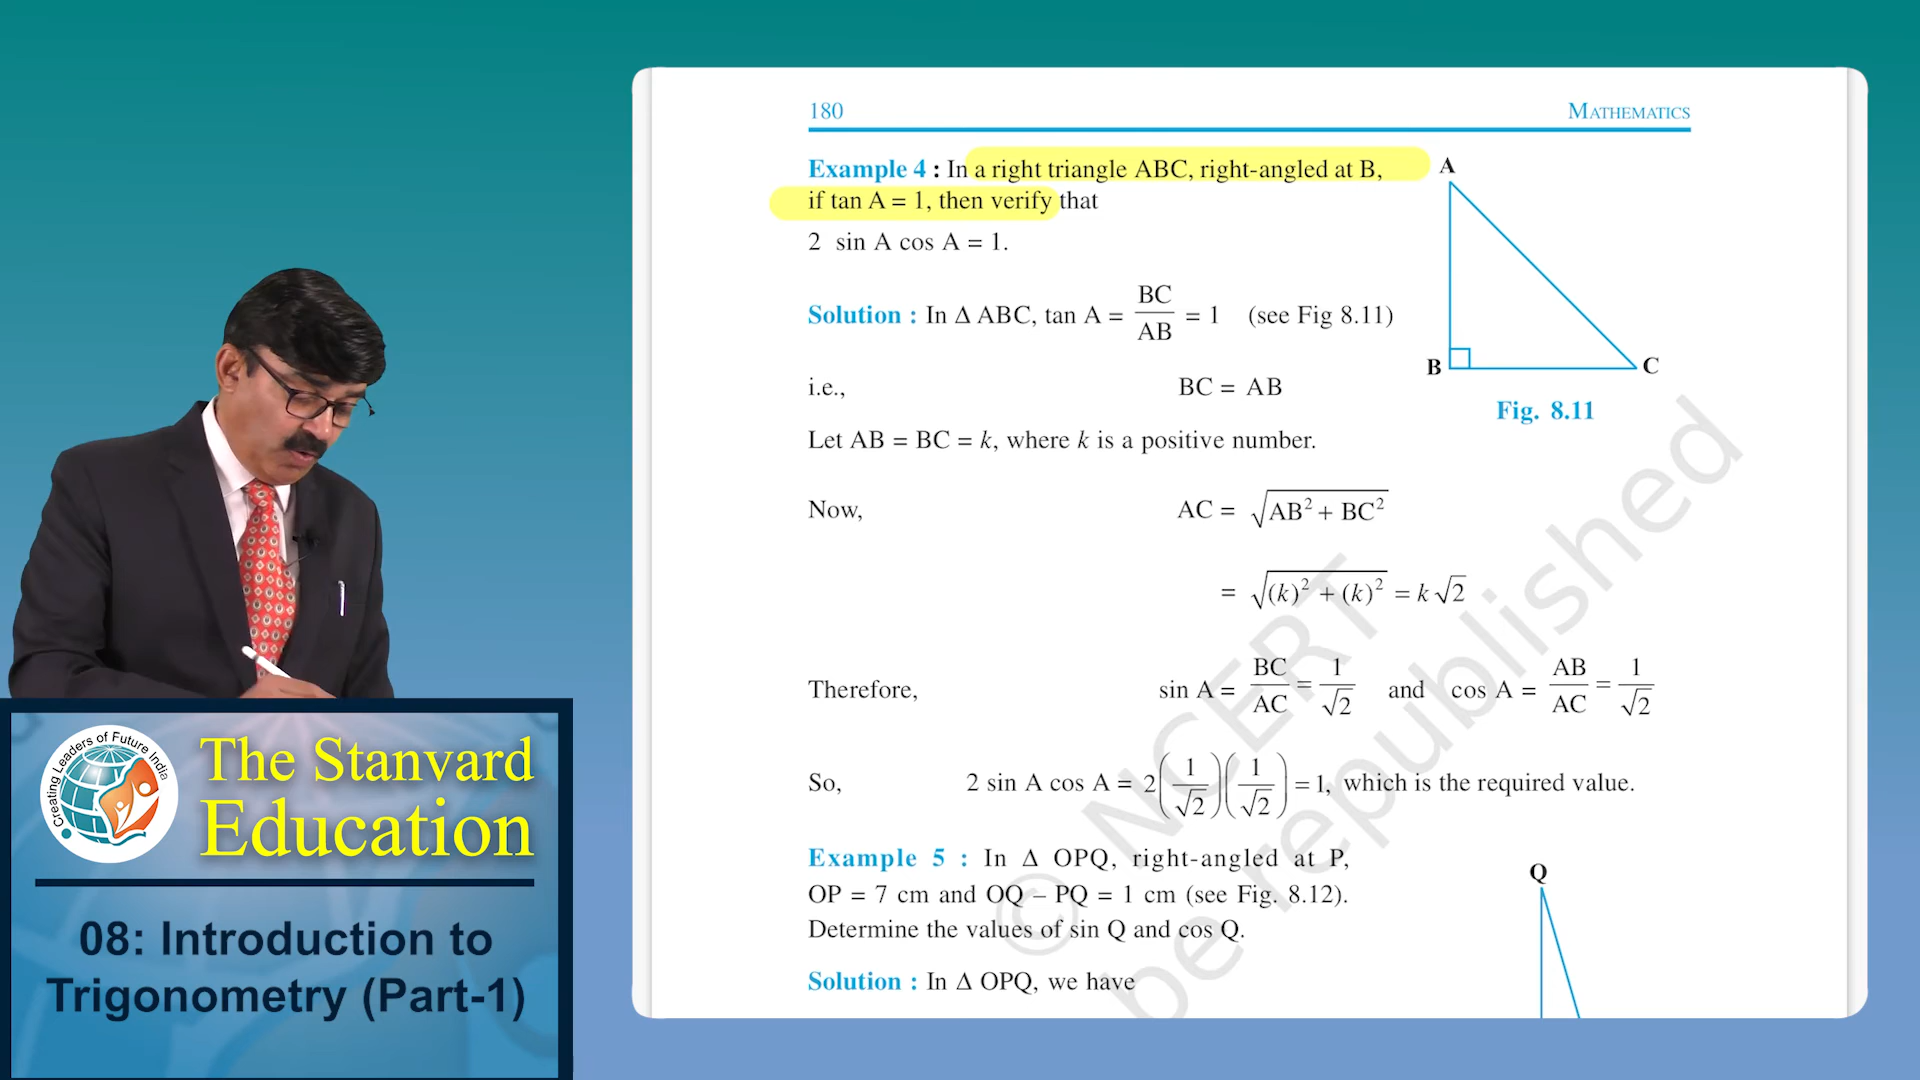 180 MATHEMATICS
Example 4 : In a right triangle ABC, right-angled at B,
if tan A = 1, then verify that
2 sin A cos A = 1.
Solution : In Δ ABC, tan A = BC/AB = 1 (see Fig 8.11)
i.e., BC = AB
Let AB = BC = k, where k is a positive number.
Now, AC = √(AB² + BC²)
= √((k)² + (k)²) = k√2
Therefore, sin A = BC/AC = 1/√2 and cos A = AB/AC = 1/√2
So, 2 sin A cos A = 2(1/√2)(1/√2) = 1, which is the required value.
Example 5 : In Δ OPQ, right-angled at P,
OP = 7 cm and OQ – PQ = 1 cm (see Fig. 8.12).
Determine the values of sin Q and cos Q.
Solution : In Δ OPQ, we have
A
B
C
Fig. 8.11
Q
© NCERT
be republished
Creating Leaders of Future India
The Stanvard
Education
08: Introduction to
Trigonometry (Part-1)